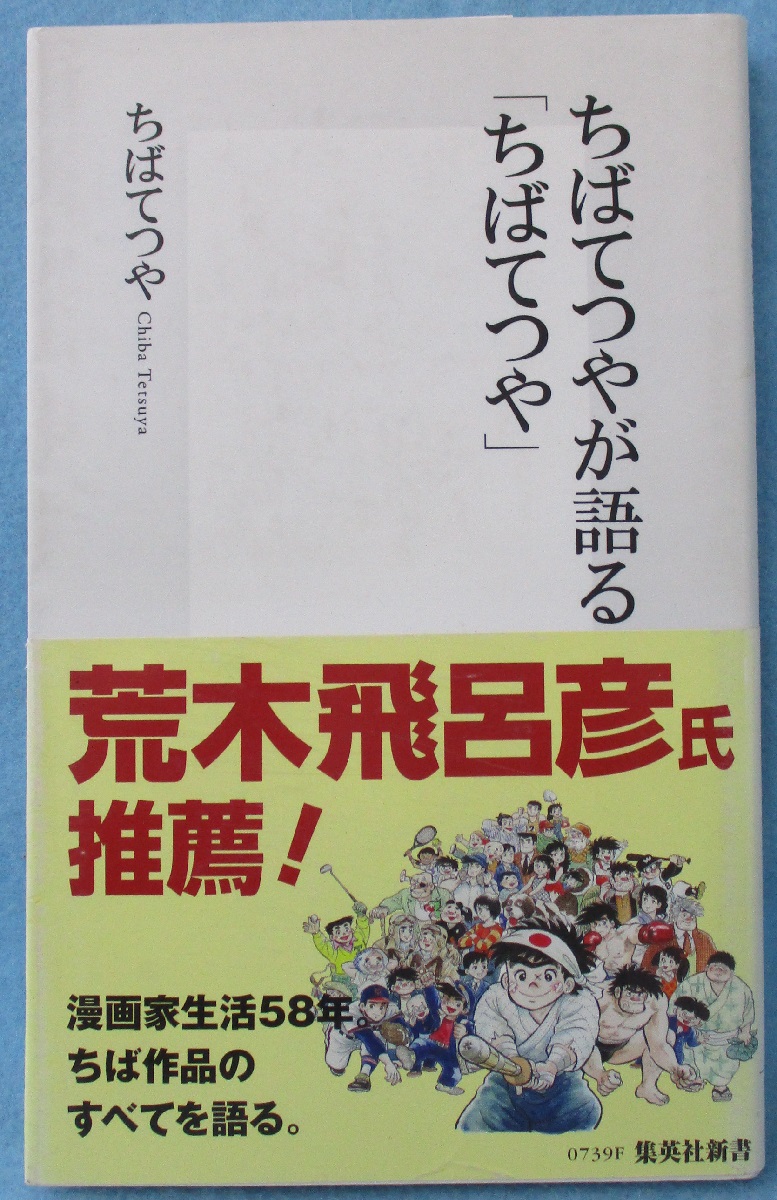 ちばてつやが語る
「ちばてつや」
ちばてつや Chiba Tetsuya
荒木飛呂彦氏
推薦！
漫画家生活58年。
ちば作品の
すべてを語る。
0739F 集英社新書